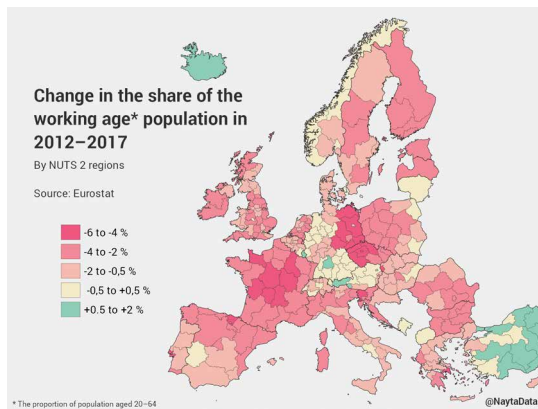 Change in the share of the
working age* population in
2012–2017
By NUTS 2 regions
Source: Eurostat
-6 to -4 %
-4 to -2 %
-2 to -0,5 %
-0,5 to +0,5 %
+0.5 to +2 %
* The proportion of population aged 20–64
@NaytaData